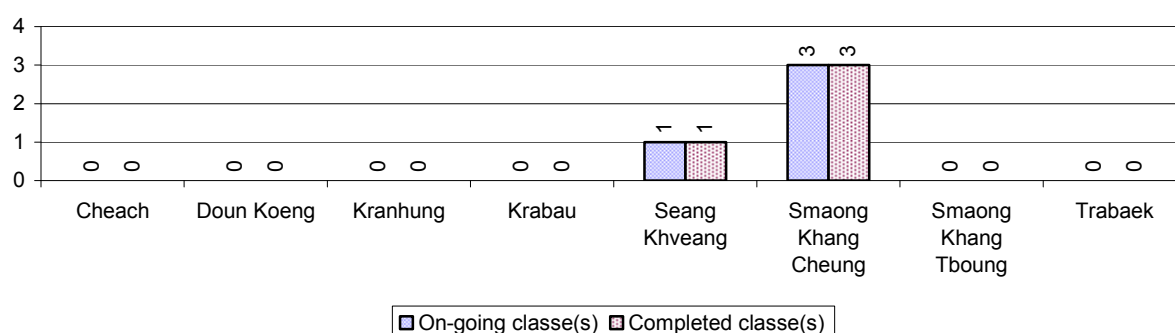 4
3
2
1
0
0 0 0 0 0 0 0 0 1 1 3 3 0 0 0 0
Cheach Doun Koeng Kranhung Krabau Seang Khveang Smaong Khang Cheung Smaong Khang Tboung Trabaek
On-going classe(s) Completed classe(s)